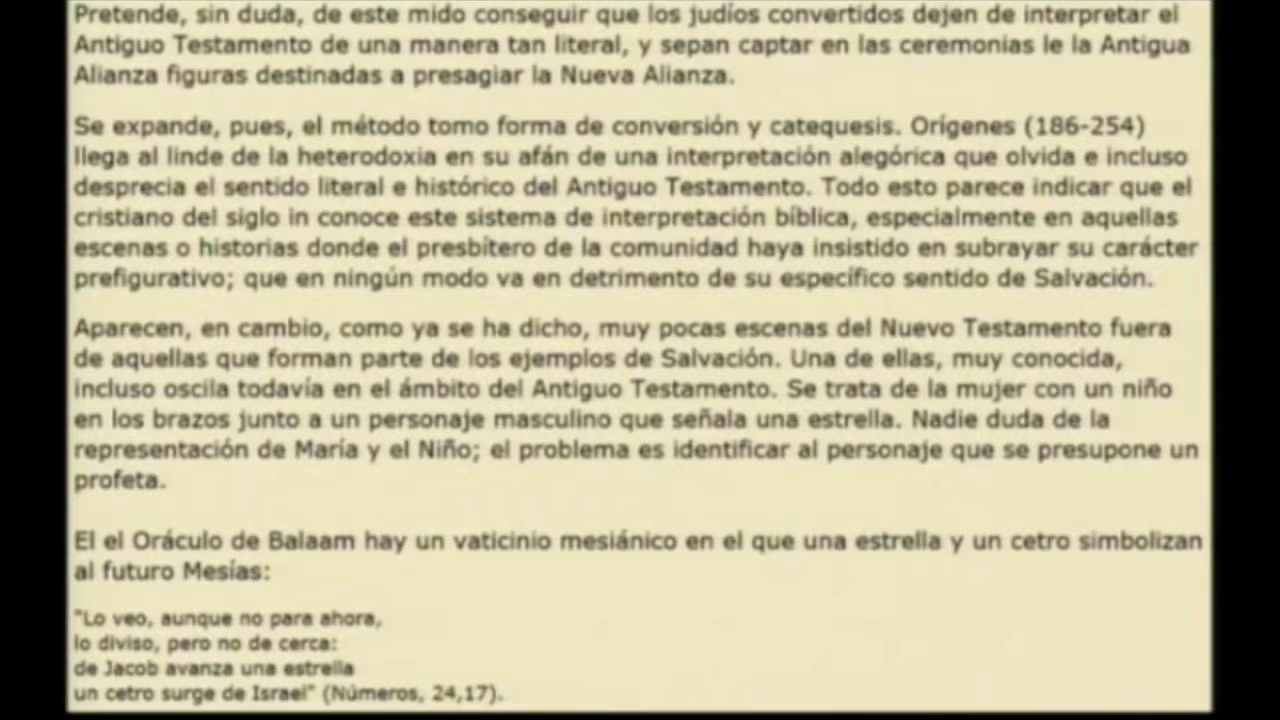 Pretende, sin duda, de este mido conseguir que los judíos convertidos dejen de interpretar el
Antiguo Testamento de una manera tan literal, y sepan captar en las ceremonias le la Antigua
Alianza figuras destinadas a presagiar la Nueva Alianza.
Se expande, pues, el método tomo forma de conversión y catequesis. Orígenes (186-254)
llega al linde de la heterodoxia en su afán de una interpretación alegórica que olvida e incluso
desprecia el sentido literal e histórico del Antiguo Testamento. Todo esto parece indicar que el
cristiano del siglo in conoce este sistema de interpretación bíblica, especialmente en aquellas
escenas o historias donde el presbítero de la comunidad haya insistido en subrayar su carácter
prefigurativo; que en ningún modo va en detrimento de su específico sentido de Salvación.
Aparecen, en cambio, como ya se ha dicho, muy pocas escenas del Nuevo Testamento fuera
de aquellas que forman parte de los ejemplos de Salvación. Una de ellas, muy conocida,
incluso oscila todavía en el ámbito del Antiguo Testamento. Se trata de la mujer con un niño
en los brazos junto a un personaje masculino que señala una estrella. Nadie duda de la
representación de María y el Niño; el problema es identificar al personaje que se presupone un
profeta.
El el Oráculo de Balaam hay un vaticinio mesiánico en el que una estrella y un cetro simbolizan
al futuro Mesías:
"Lo veo, aunque no para ahora,
lo diviso, pero no de cerca:
de Jacob avanza una estrella
un cetro surge de Israel" (Números, 24,17).